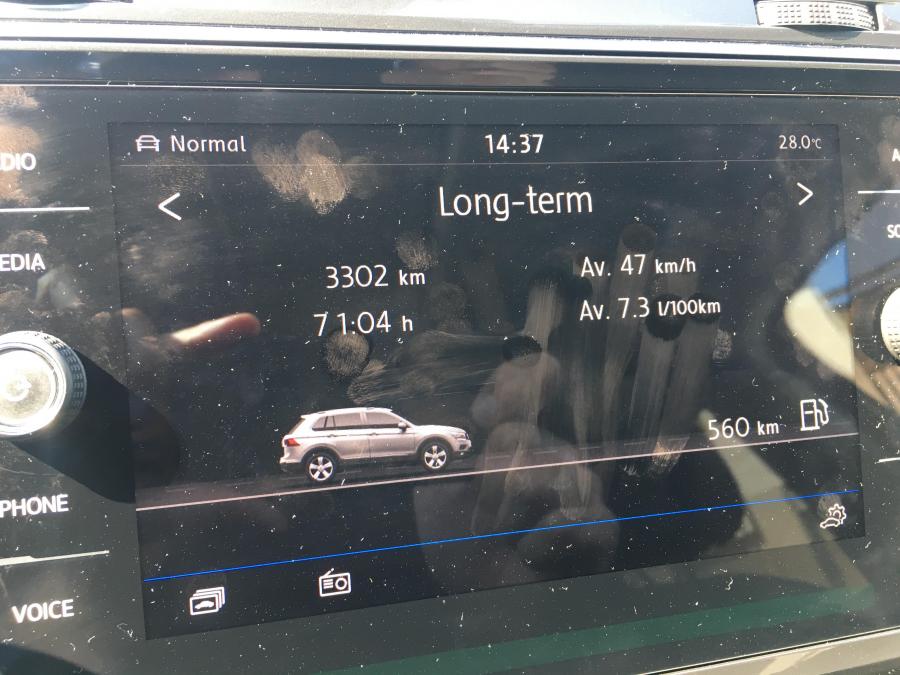 Normal 14:37 28.0°C
Long-term
3302 km
71:04 h
Av. 47 km/h
Av. 7.3 l/100km
560 km
EDIA
PHONE
VOICE